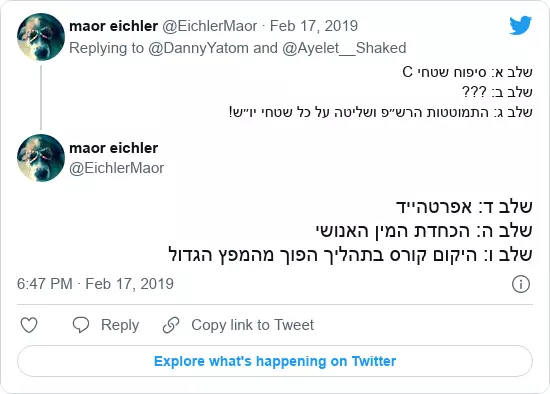 maor eichler @EichlerMaor · Feb 17, 2019
Replying to @DannyYatom and @Ayelet__Shaked
שלב א: סיפוח שטחי C
שלב ב: ???
שלב ג: התמוטטות הרש״פ ושליטה על כל שטחי יו״ש!
maor eichler
@EichlerMaor
שלב ד: אפרטהייד
שלב ה: הכחדת המין האנושי
שלב ו: היקום קורס בתהליך הפוך מהמפץ הגדול
6:47 PM · Feb 17, 2019
Reply
Copy link to Tweet
Explore what's happening on Twitter